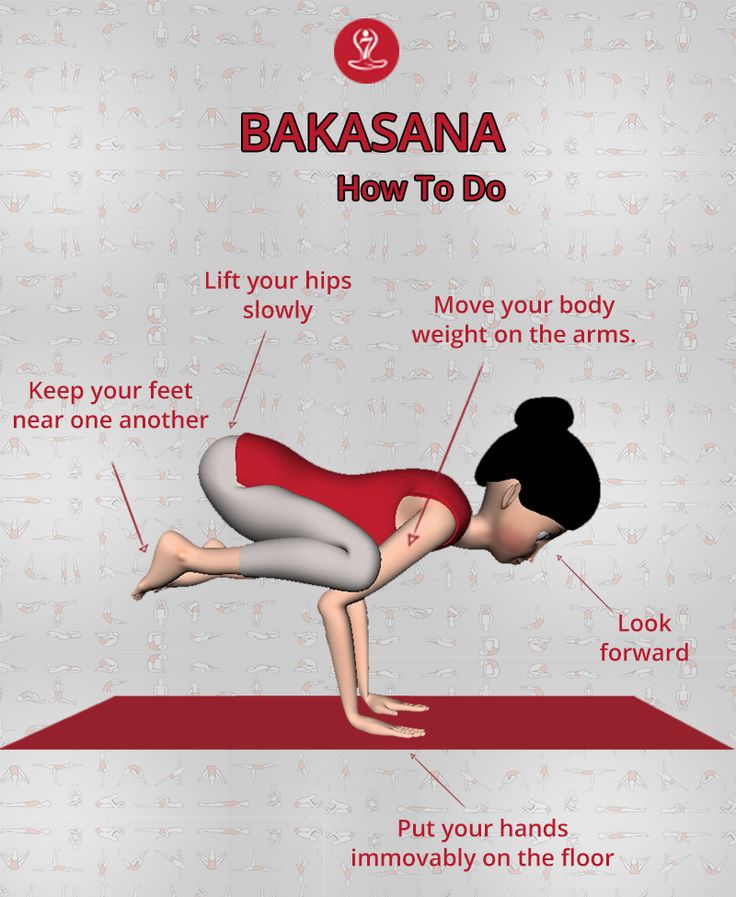 BAKASANA
How To Do
Lift your hips
slowly
Move your body
weight on the arms.
Keep your feet
near one another
Look
forward
Put your hands
immovably on the floor